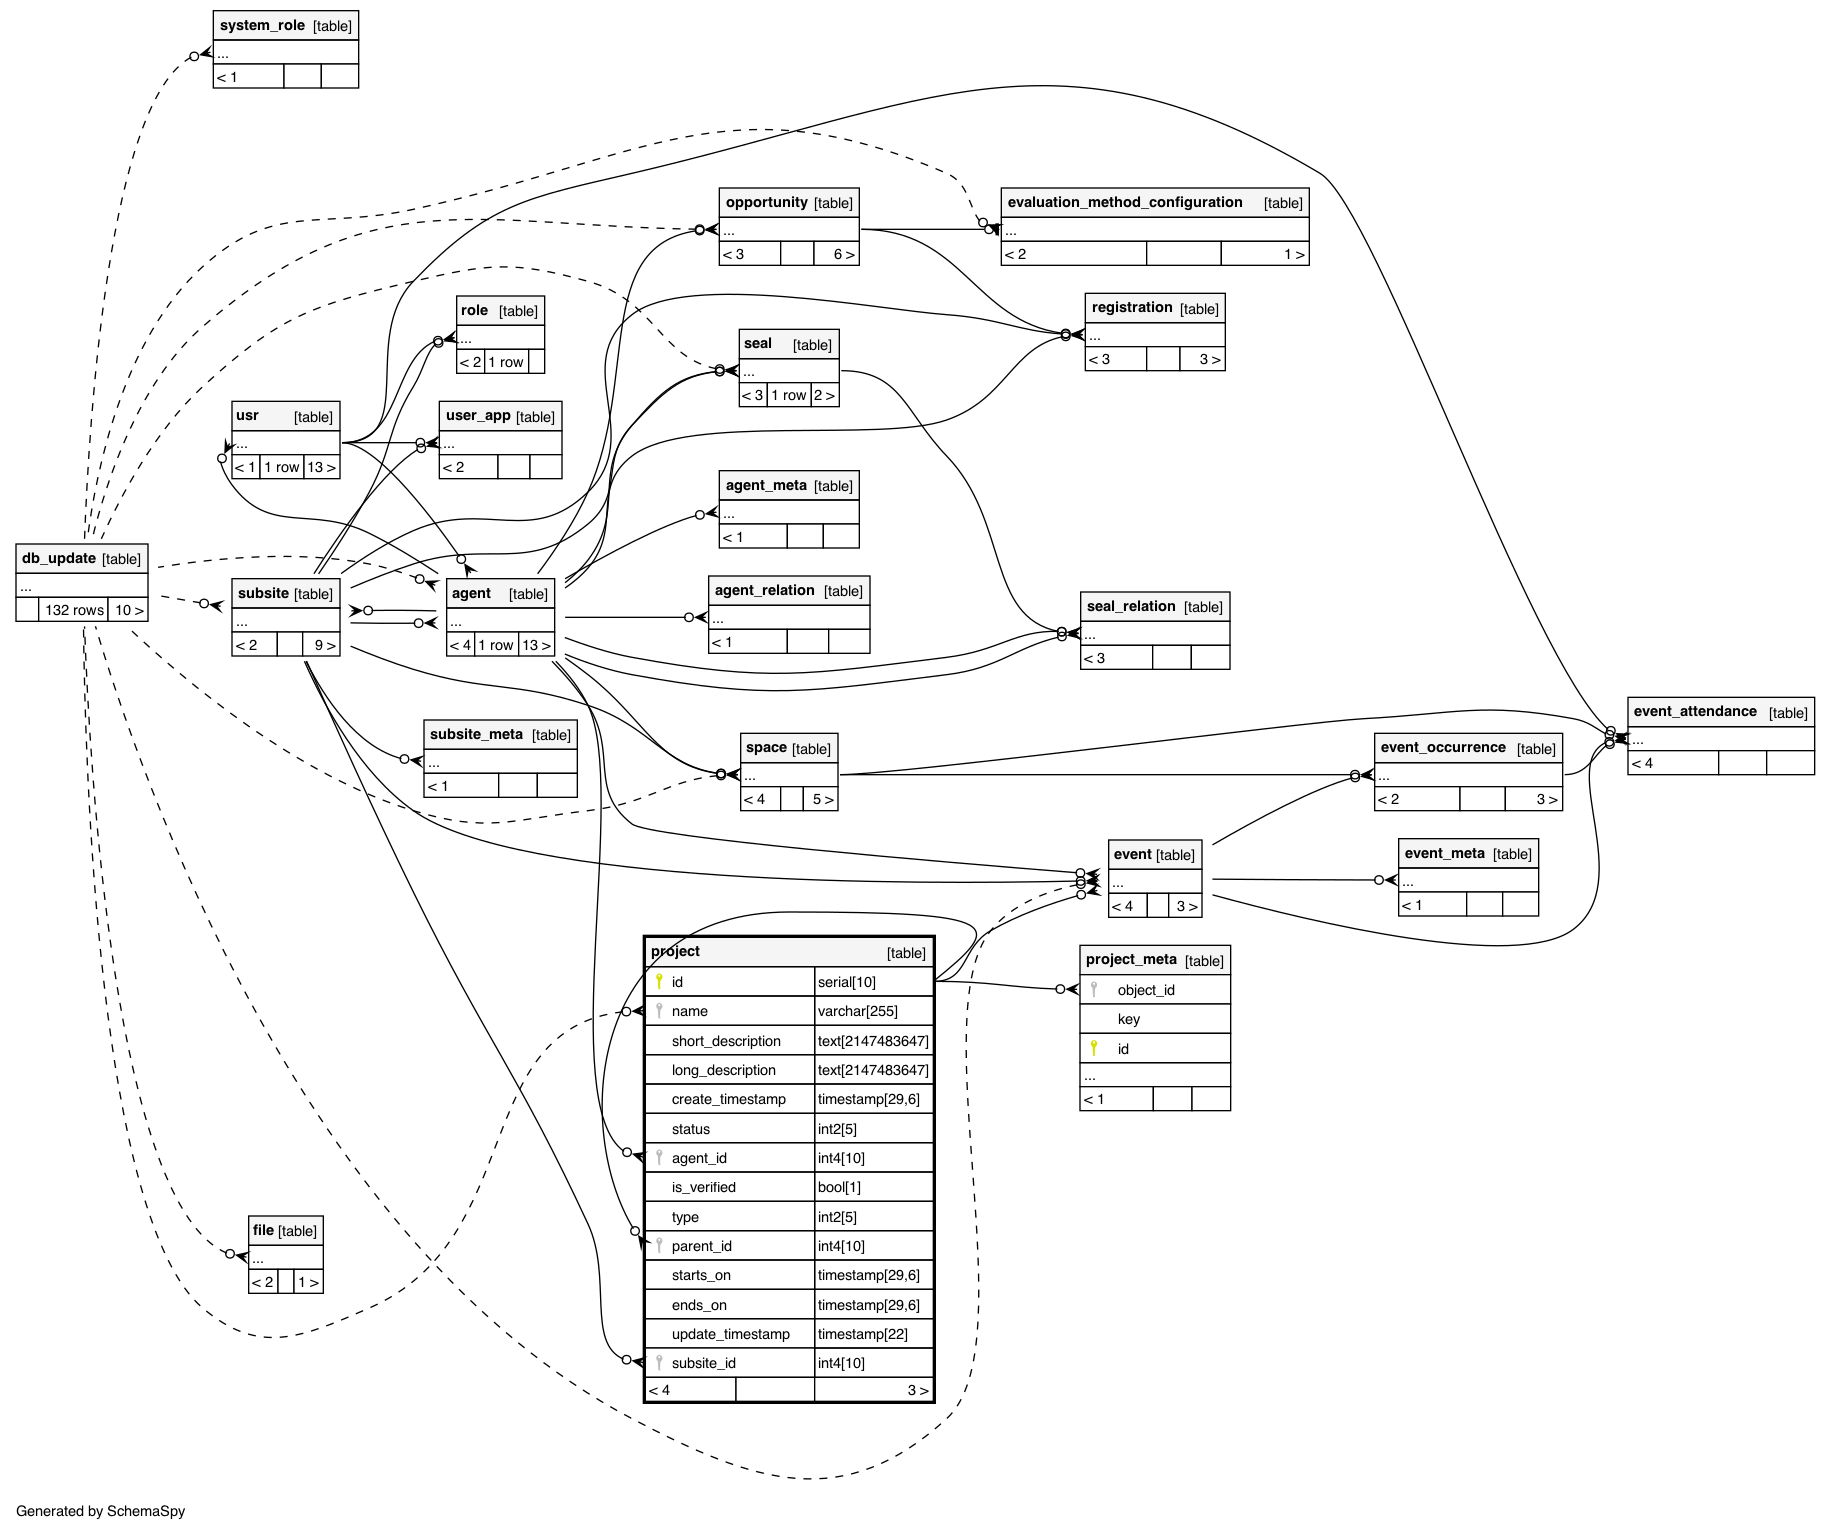 system_role [table]
...
< 1
opportunity [table]
...
< 3 6 >
evaluation_method_configuration [table]
...
< 2 1 >
role [table]
...
< 2 1 row
registration [table]
...
< 3 3 >
seal [table]
...
< 3 1 row 2 >
usr [table]
...
< 1 1 row 13 >
user_app [table]
...
< 2
agent_meta [table]
...
< 1
db_update [table]
...
132 rows 10 >
subsite [table]
...
< 2 9 >
agent [table]
...
< 4 1 row 13 >
agent_relation [table]
...
< 1
seal_relation [table]
...
< 3
event_attendance [table]
...
< 4
subsite_meta [table]
...
< 1
space [table]
...
< 4 5 >
event_occurrence [table]
...
< 2 3 >
event [table]
...
< 4 3 >
event_meta [table]
...
< 1
project [table]
id serial[10]
name varchar[255]
short_description text[2147483647]
long_description text[2147483647]
create_timestamp timestamp[29,6]
status int2[5]
agent_id int4[10]
is_verified bool[1]
type int2[5]
parent_id int4[10]
starts_on timestamp[29,6]
ends_on timestamp[29,6]
update_timestamp timestamp[22]
subsite_id int4[10]
< 4 3 >
project_meta [table]
object_id
key
id
...
< 1
file [table]
...
< 2 1 >
Generated by SchemaSpy